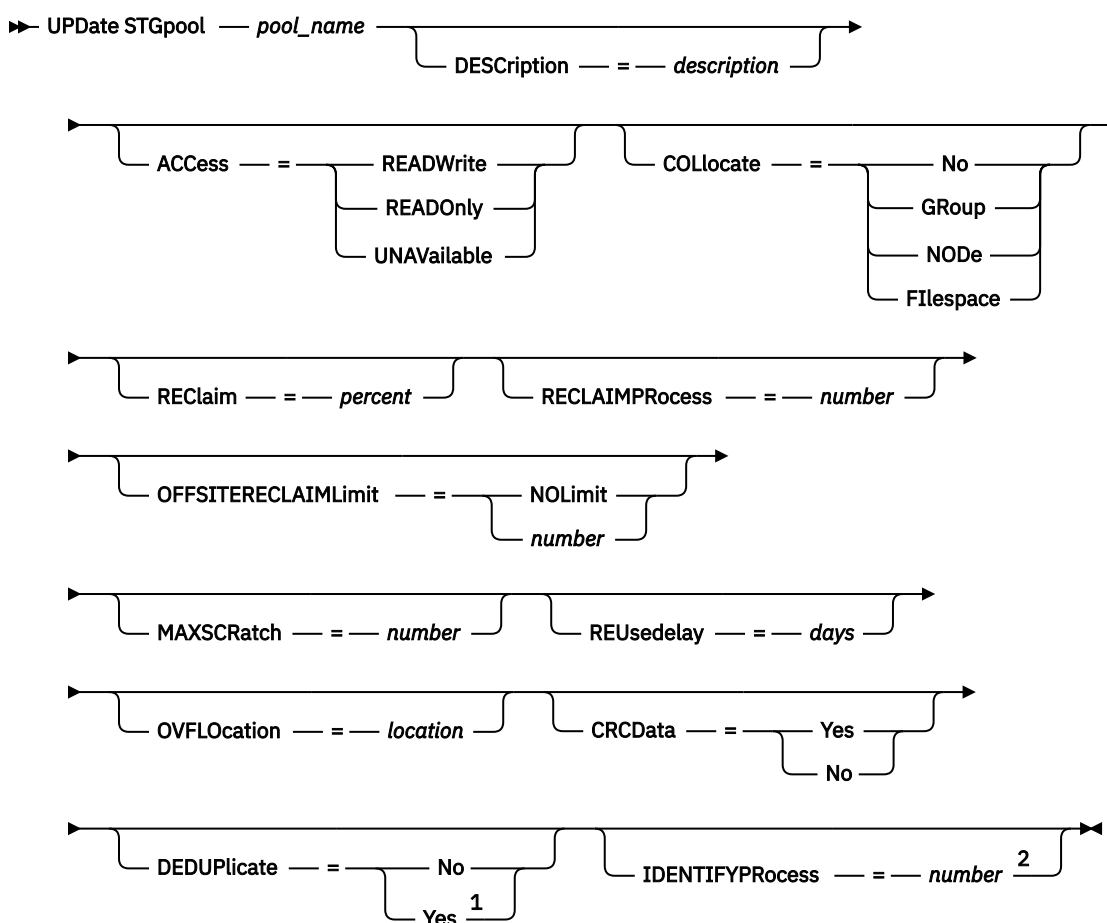 UPDate STGpool pool_name
DESCription = description
ACCess = READWrite COLlocate = No
READOnly GRoup
UNAVailable NODe
FIlespace
REClaim = percent RECLAIMPRocess = number
OFFSITERECLAIMLimit = NOLimit
number
MAXSCRatch = number REUsedelay = days
OVFLOcation = location CRCData = Yes
No
DEDUPlicate = No IDENTIFYPRocess = number 2
Yes 1